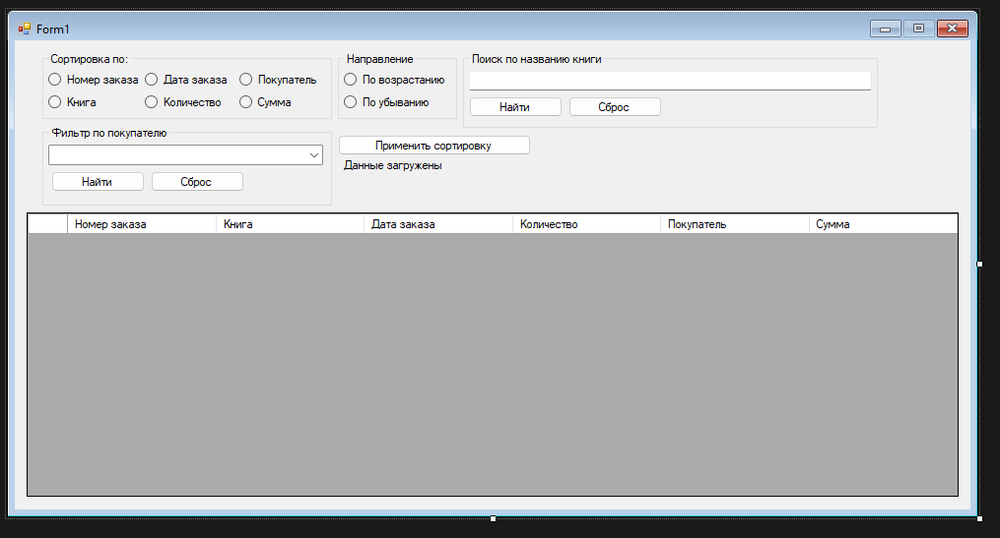 Form1
Сортировка по:
Номер заказа Дата заказа Покупатель
Книга Количество Сумма
Направление
По возрастанию
По убыванию
Поиск по названию книги
Найти Сброс
Фильтр по покупателю
Найти Сброс
Применить сортировку
Данные загружены
Номер заказа Книга Дата заказа Количество Покупатель Сумма